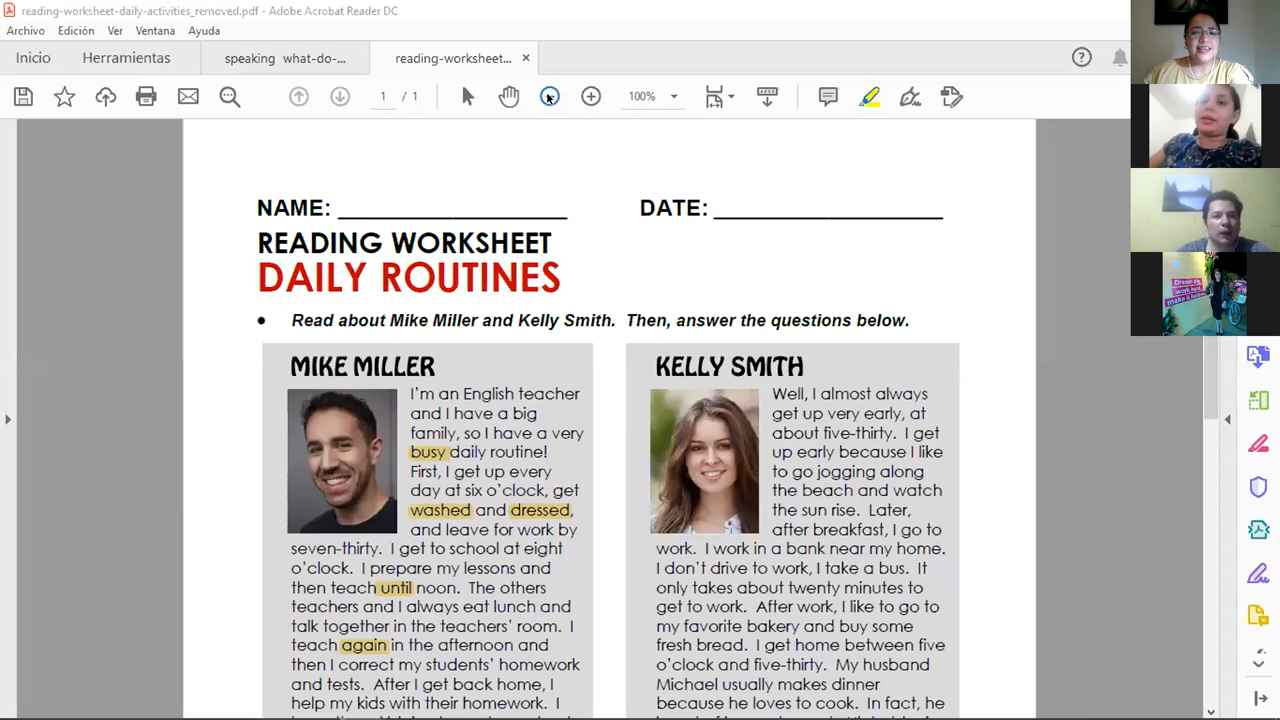 reading-worksheet-daily-activities_removed.pdf - Adobe Acrobat Reader DC
Archivo Edición Ver Ventana Ayuda
Inicio Herramientas speaking what-do-... reading-worksheet... ×
1 / 1 100%
NAME: ___________________ DATE: ___________________
READING WORKSHEET
DAILY ROUTINES
• Read about Mike Miller and Kelly Smith. Then, answer the questions below.
MIKE MILLER
I'm an English teacher
and I have a big
family, so I have a very
busy daily routine!
First, I get up every
day at six o'clock, get
washed and dressed,
and leave for work by
seven-thirty. I get to school at eight
o'clock. I prepare my lessons and
then teach until noon. The others
teachers and I always eat lunch and
talk together in the teachers' room. I
teach again in the afternoon and
then I correct my students' homework
and tests. After I get back home, I
help my kids with their homework. I
KELLY SMITH
Well, I almost always
get up very early, at
about five-thirty. I get
up early because I like
to go jogging along
the beach and watch
the sun rise. Later,
after breakfast, I go to
work. I work in a bank near my home.
I don't drive to work, I take a bus. It
only takes about twenty minutes to
get to work. After work, I like to go to
my favorite bakery and buy some
fresh bread. I get home between five
o'clock and five-thirty. My husband
Michael usually makes dinner
because he loves to cook. In fact, he
Dream big
work hard
make it happen